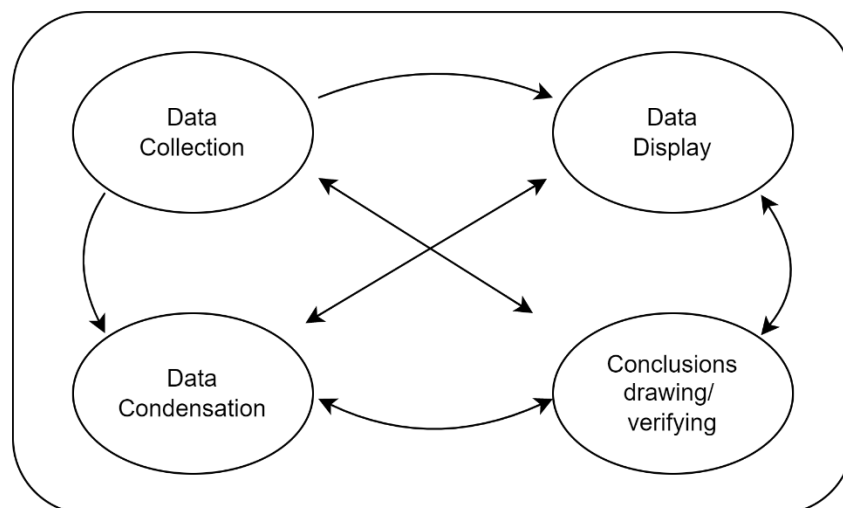 Data
Collection
Data
Display
Data
Condensation
Conclusions
drawing/
verifying